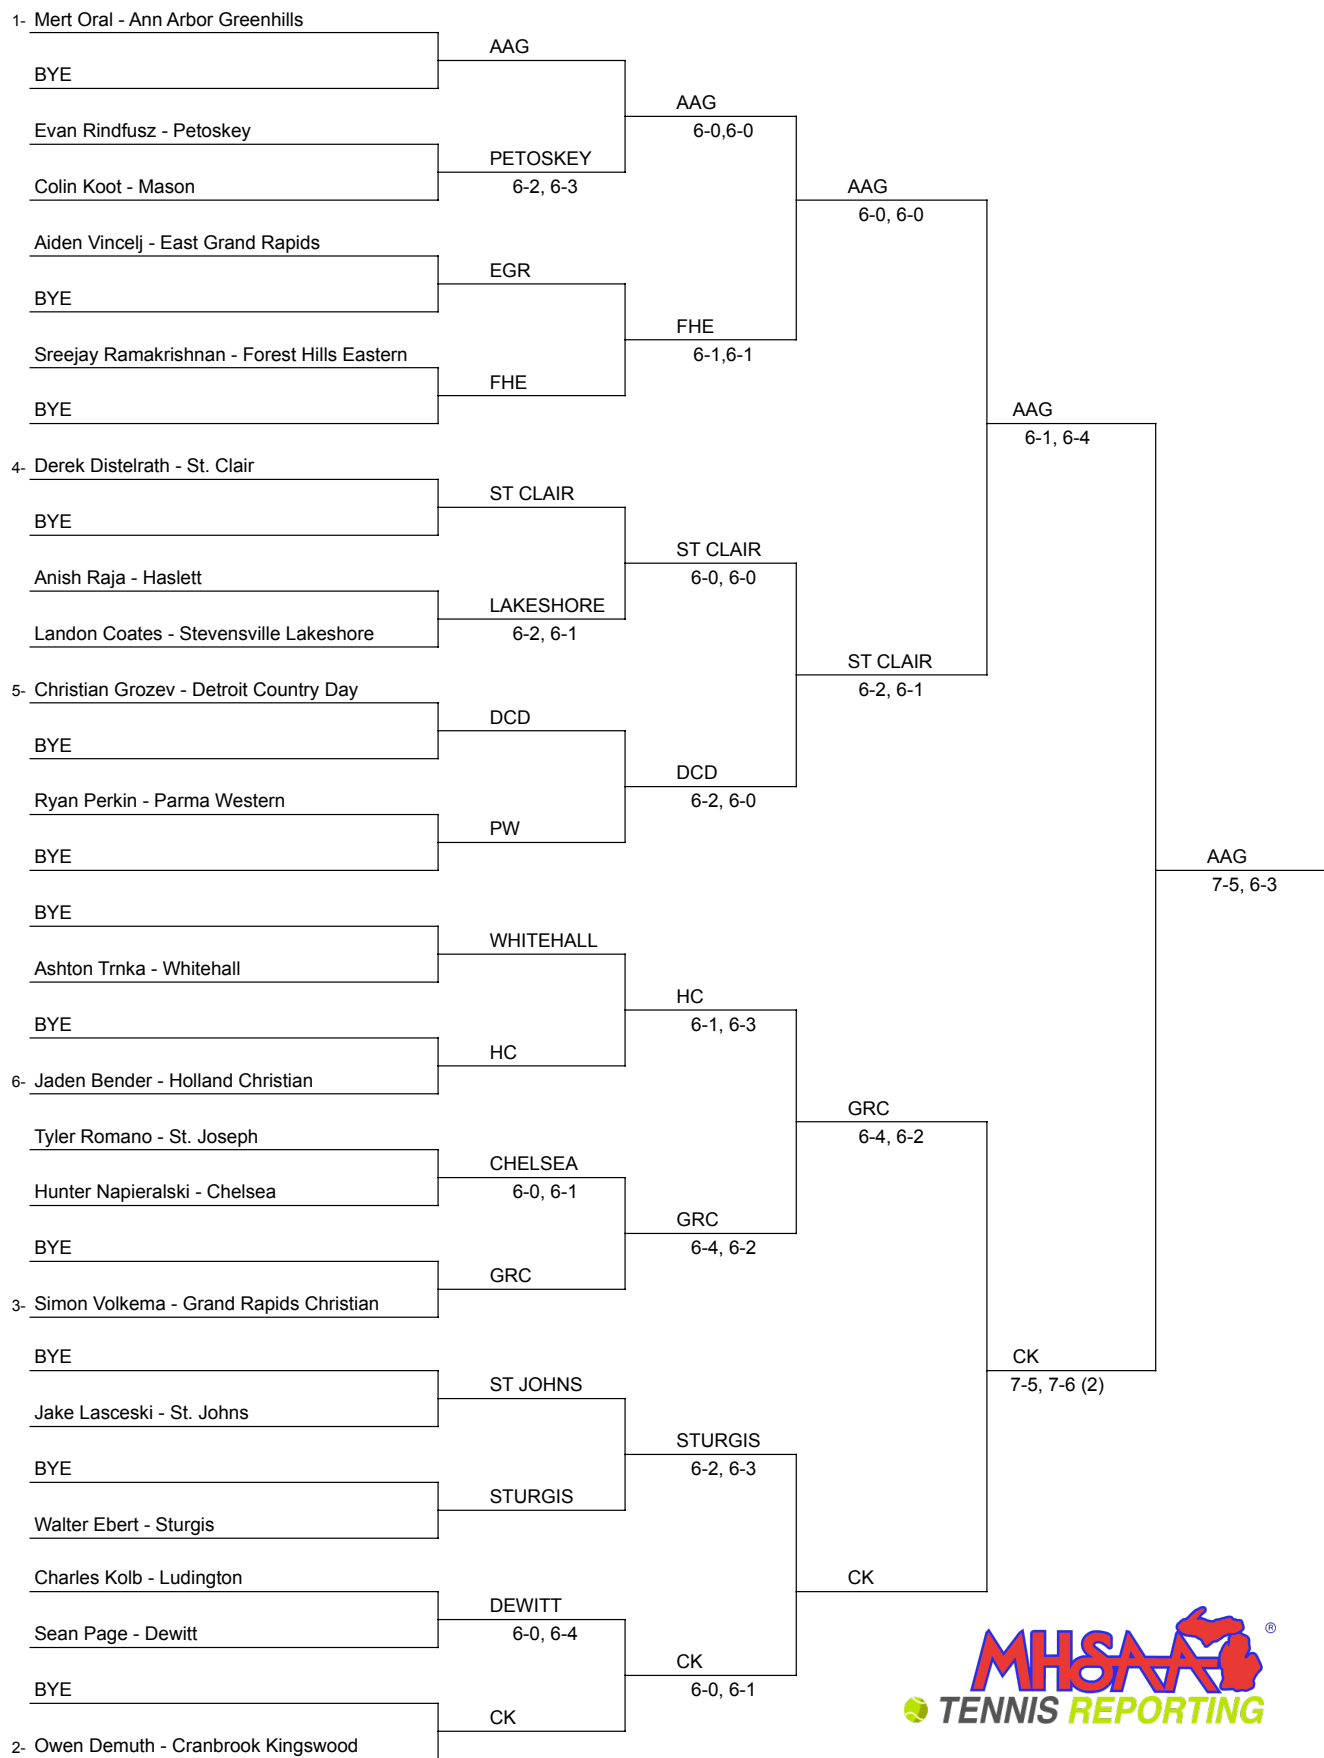 1- Mert Oral - Ann Arbor Greenhills
AAG
BYE
AAG
6-0,6-0
Evan Rindfusz - Petoskey
PETOSKEY
6-2, 6-3
Colin Koot - Mason
AAG
6-0, 6-0
Aiden Vincelj - East Grand Rapids
EGR
BYE
FHE
6-1,6-1
Sreejay Ramakrishnan - Forest Hills Eastern
FHE
BYE
AAG
6-1, 6-4
4- Derek Distelrath - St. Clair
ST CLAIR
BYE
ST CLAIR
6-0, 6-0
Anish Raja - Haslett
LAKESHORE
6-2, 6-1
Landon Coates - Stevensville Lakeshore
ST CLAIR
6-2, 6-1
5- Christian Grozev - Detroit Country Day
DCD
BYE
DCD
6-2, 6-0
Ryan Perkin - Parma Western
PW
BYE
AAG
7-5, 6-3
BYE
WHITEHALL
Ashton Trnka - Whitehall
HC
6-1, 6-3
BYE
HC
6- Jaden Bender - Holland Christian
GRC
6-4, 6-2
Tyler Romano - St. Joseph
CHELSEA
6-0, 6-1
Hunter Napieralski - Chelsea
GRC
6-4, 6-2
BYE
GRC
3- Simon Volkema - Grand Rapids Christian
BYE
CK
7-5, 7-6 (2)
ST JOHNS
Jake Lasceski - St. Johns
STURGIS
6-2, 6-3
BYE
STURGIS
Walter Ebert - Sturgis
Charles Kolb - Ludington
CK
DEWITT
6-0, 6-4
Sean Page - Dewitt
CK
6-0, 6-1
BYE
CK
2- Owen Demuth - Cranbrook Kingswood
MHSAA ®
TENNIS REPORTING